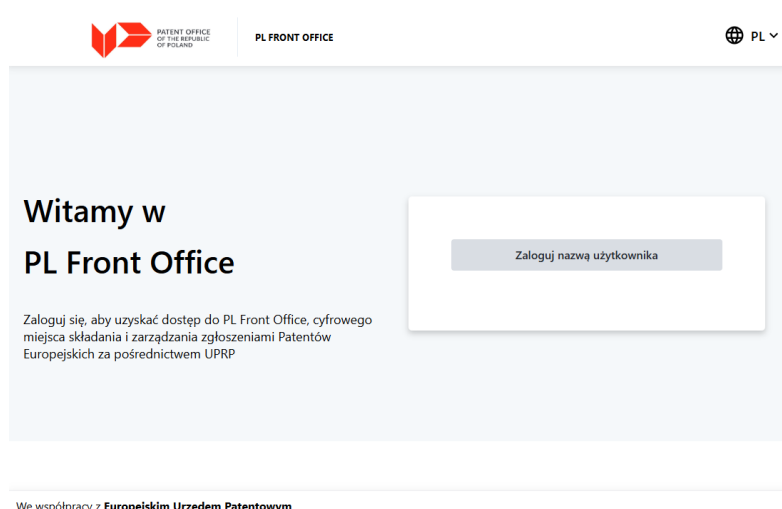 PATENT OFFICE
OF THE REPUBLIC
OF POLAND
PL FRONT OFFICE
PL
Witamy w
PL Front Office
Zaloguj się, aby uzyskać dostęp do PL Front Office, cyfrowego
miejsca składania i zarządzania zgłoszeniami Patentów
Europejskich za pośrednictwem UPRP
Zaloguj nazwą użytkownika
We współpracy z Europejskim Urzędem Patentowym